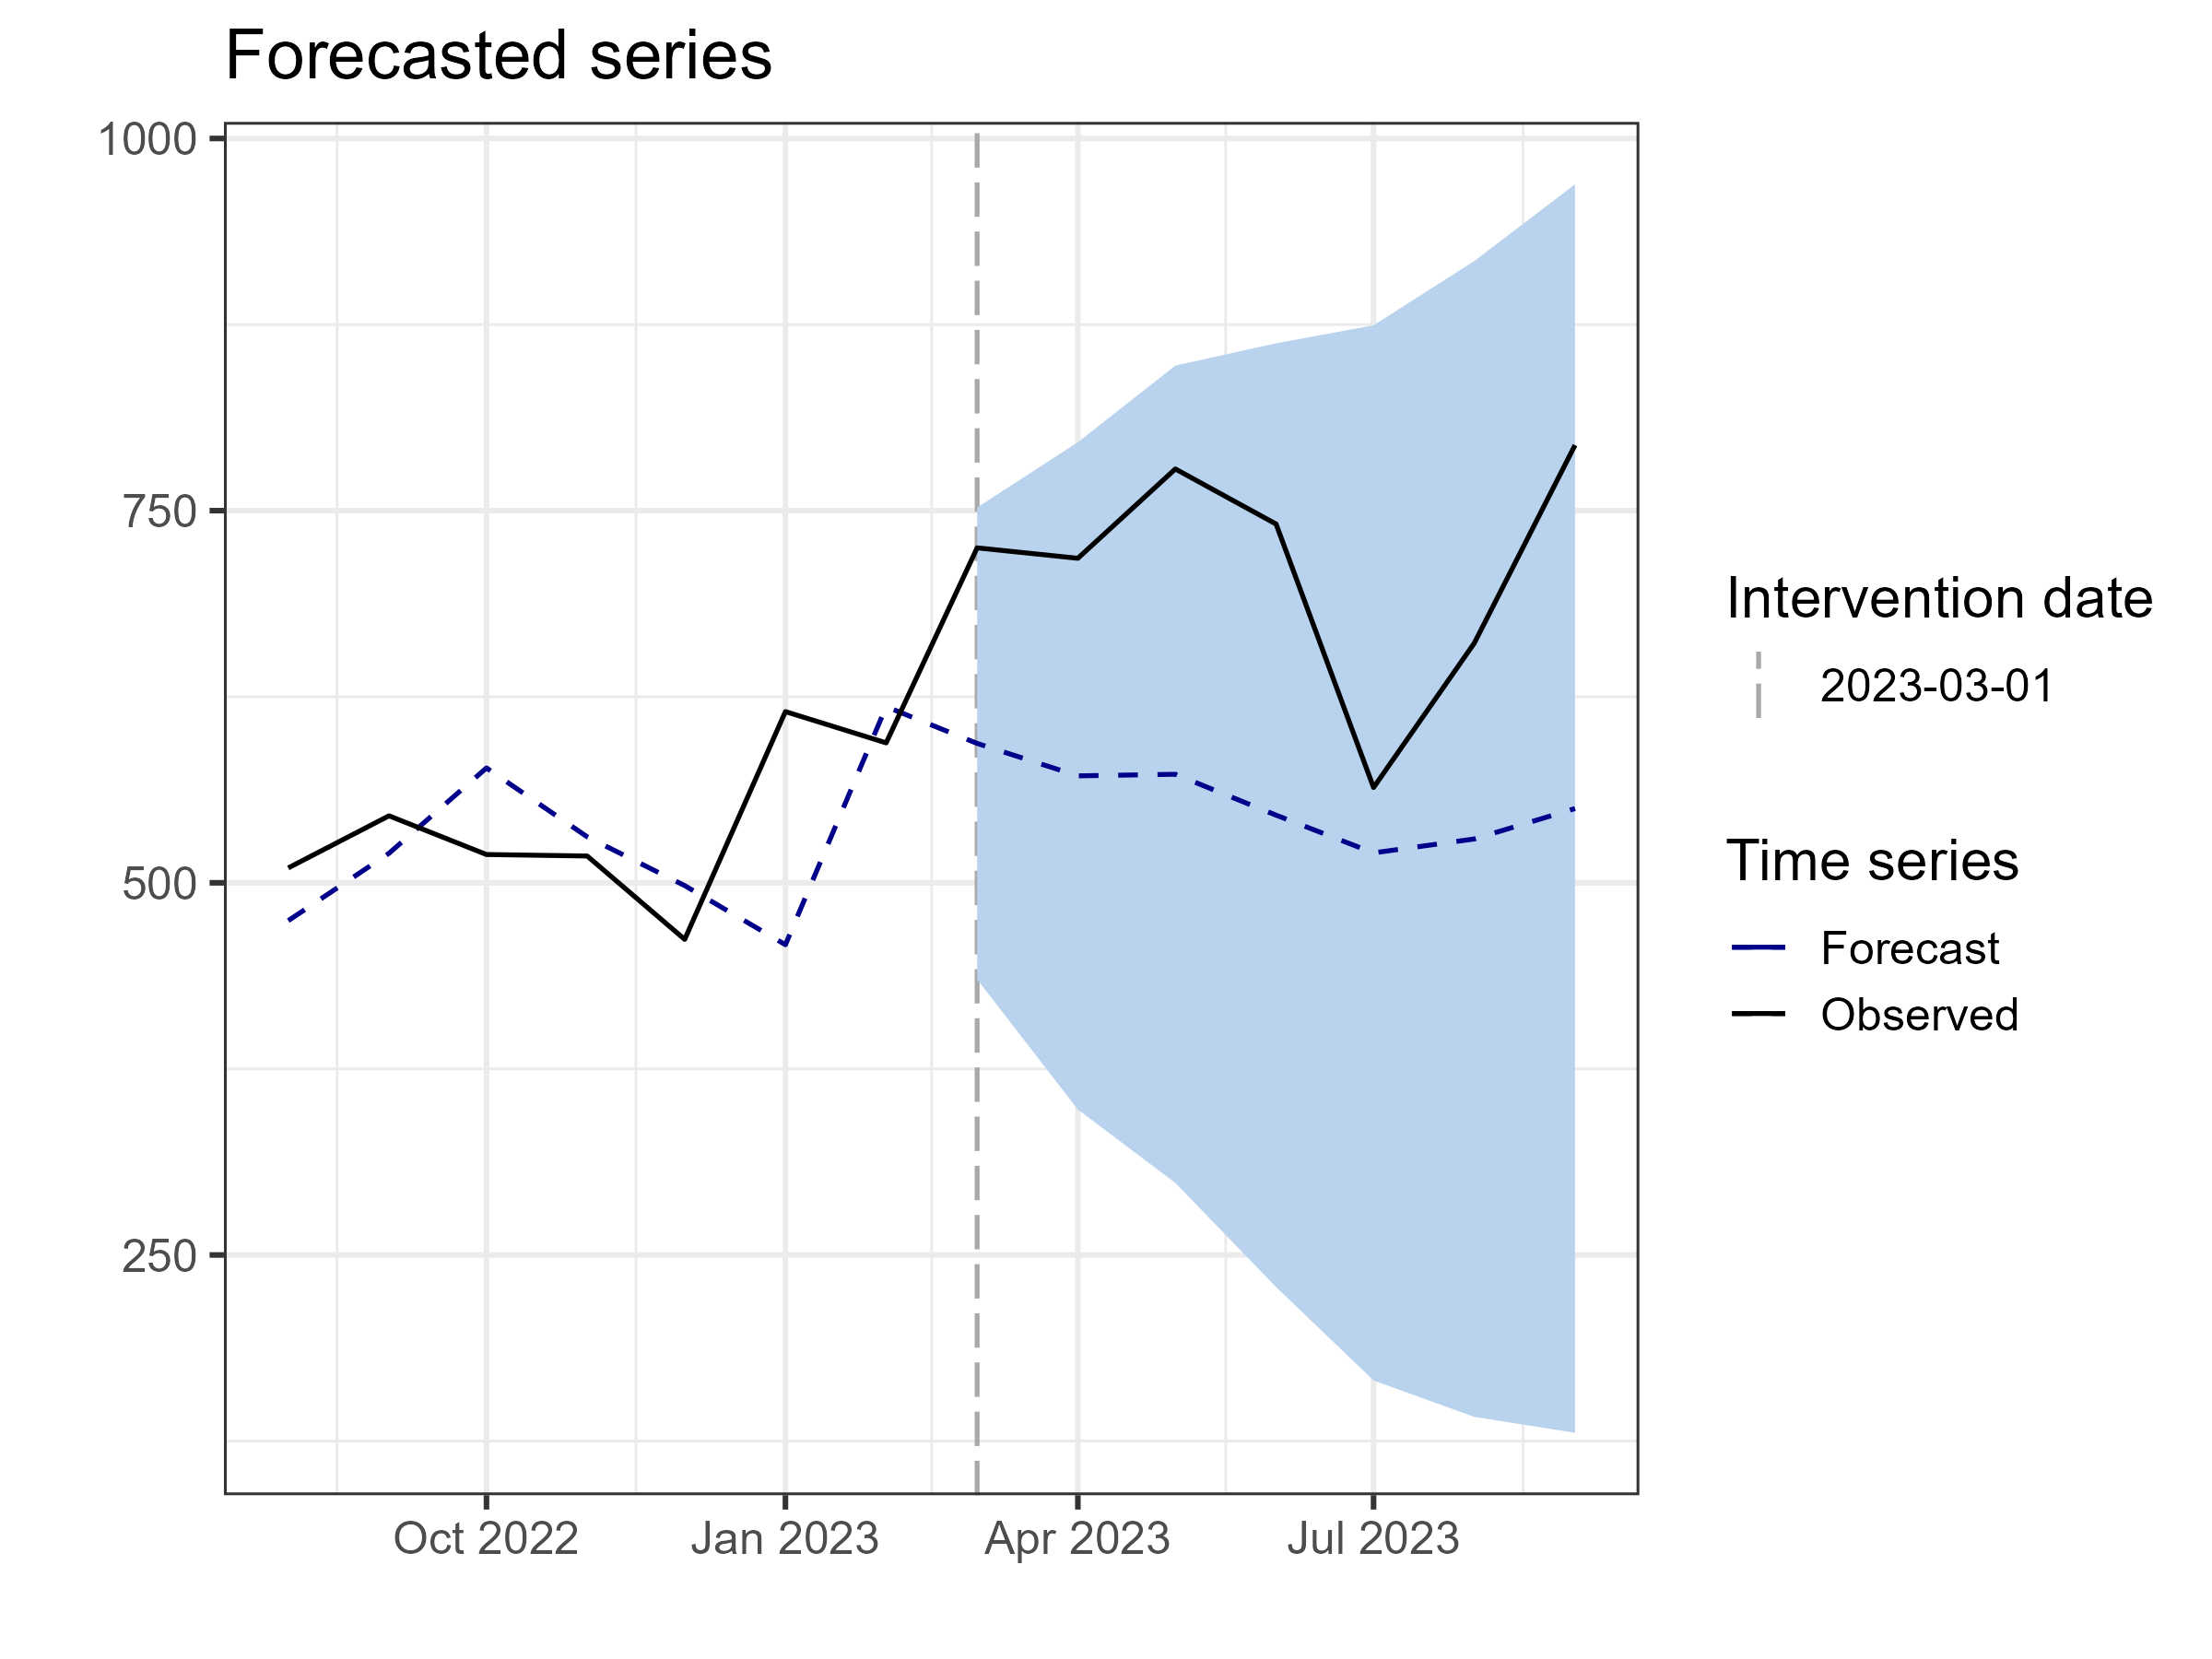 Forecasted series
1000
750
500
250
Oct 2022
Jan 2023
Apr 2023
Jul 2023
Intervention date
2023-03-01
Time series
Forecast
Observed